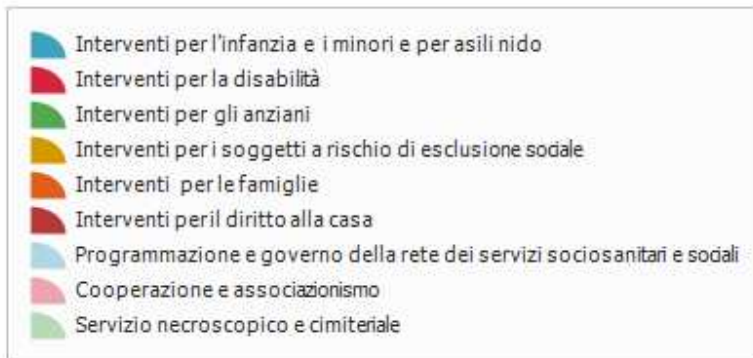 Interventi per l'infanzia e i minori e per asili nido
Interventi per la disabilità
Interventi per gli anziani
Interventi per i soggetti a rischio di esclusione sociale
Interventi per le famiglie
Interventi per il diritto alla casa
Programmazione e governo della rete dei servizi sociosanitari e sociali
Cooperazione e associazionismo
Servizio necroscopico e cimiteriale